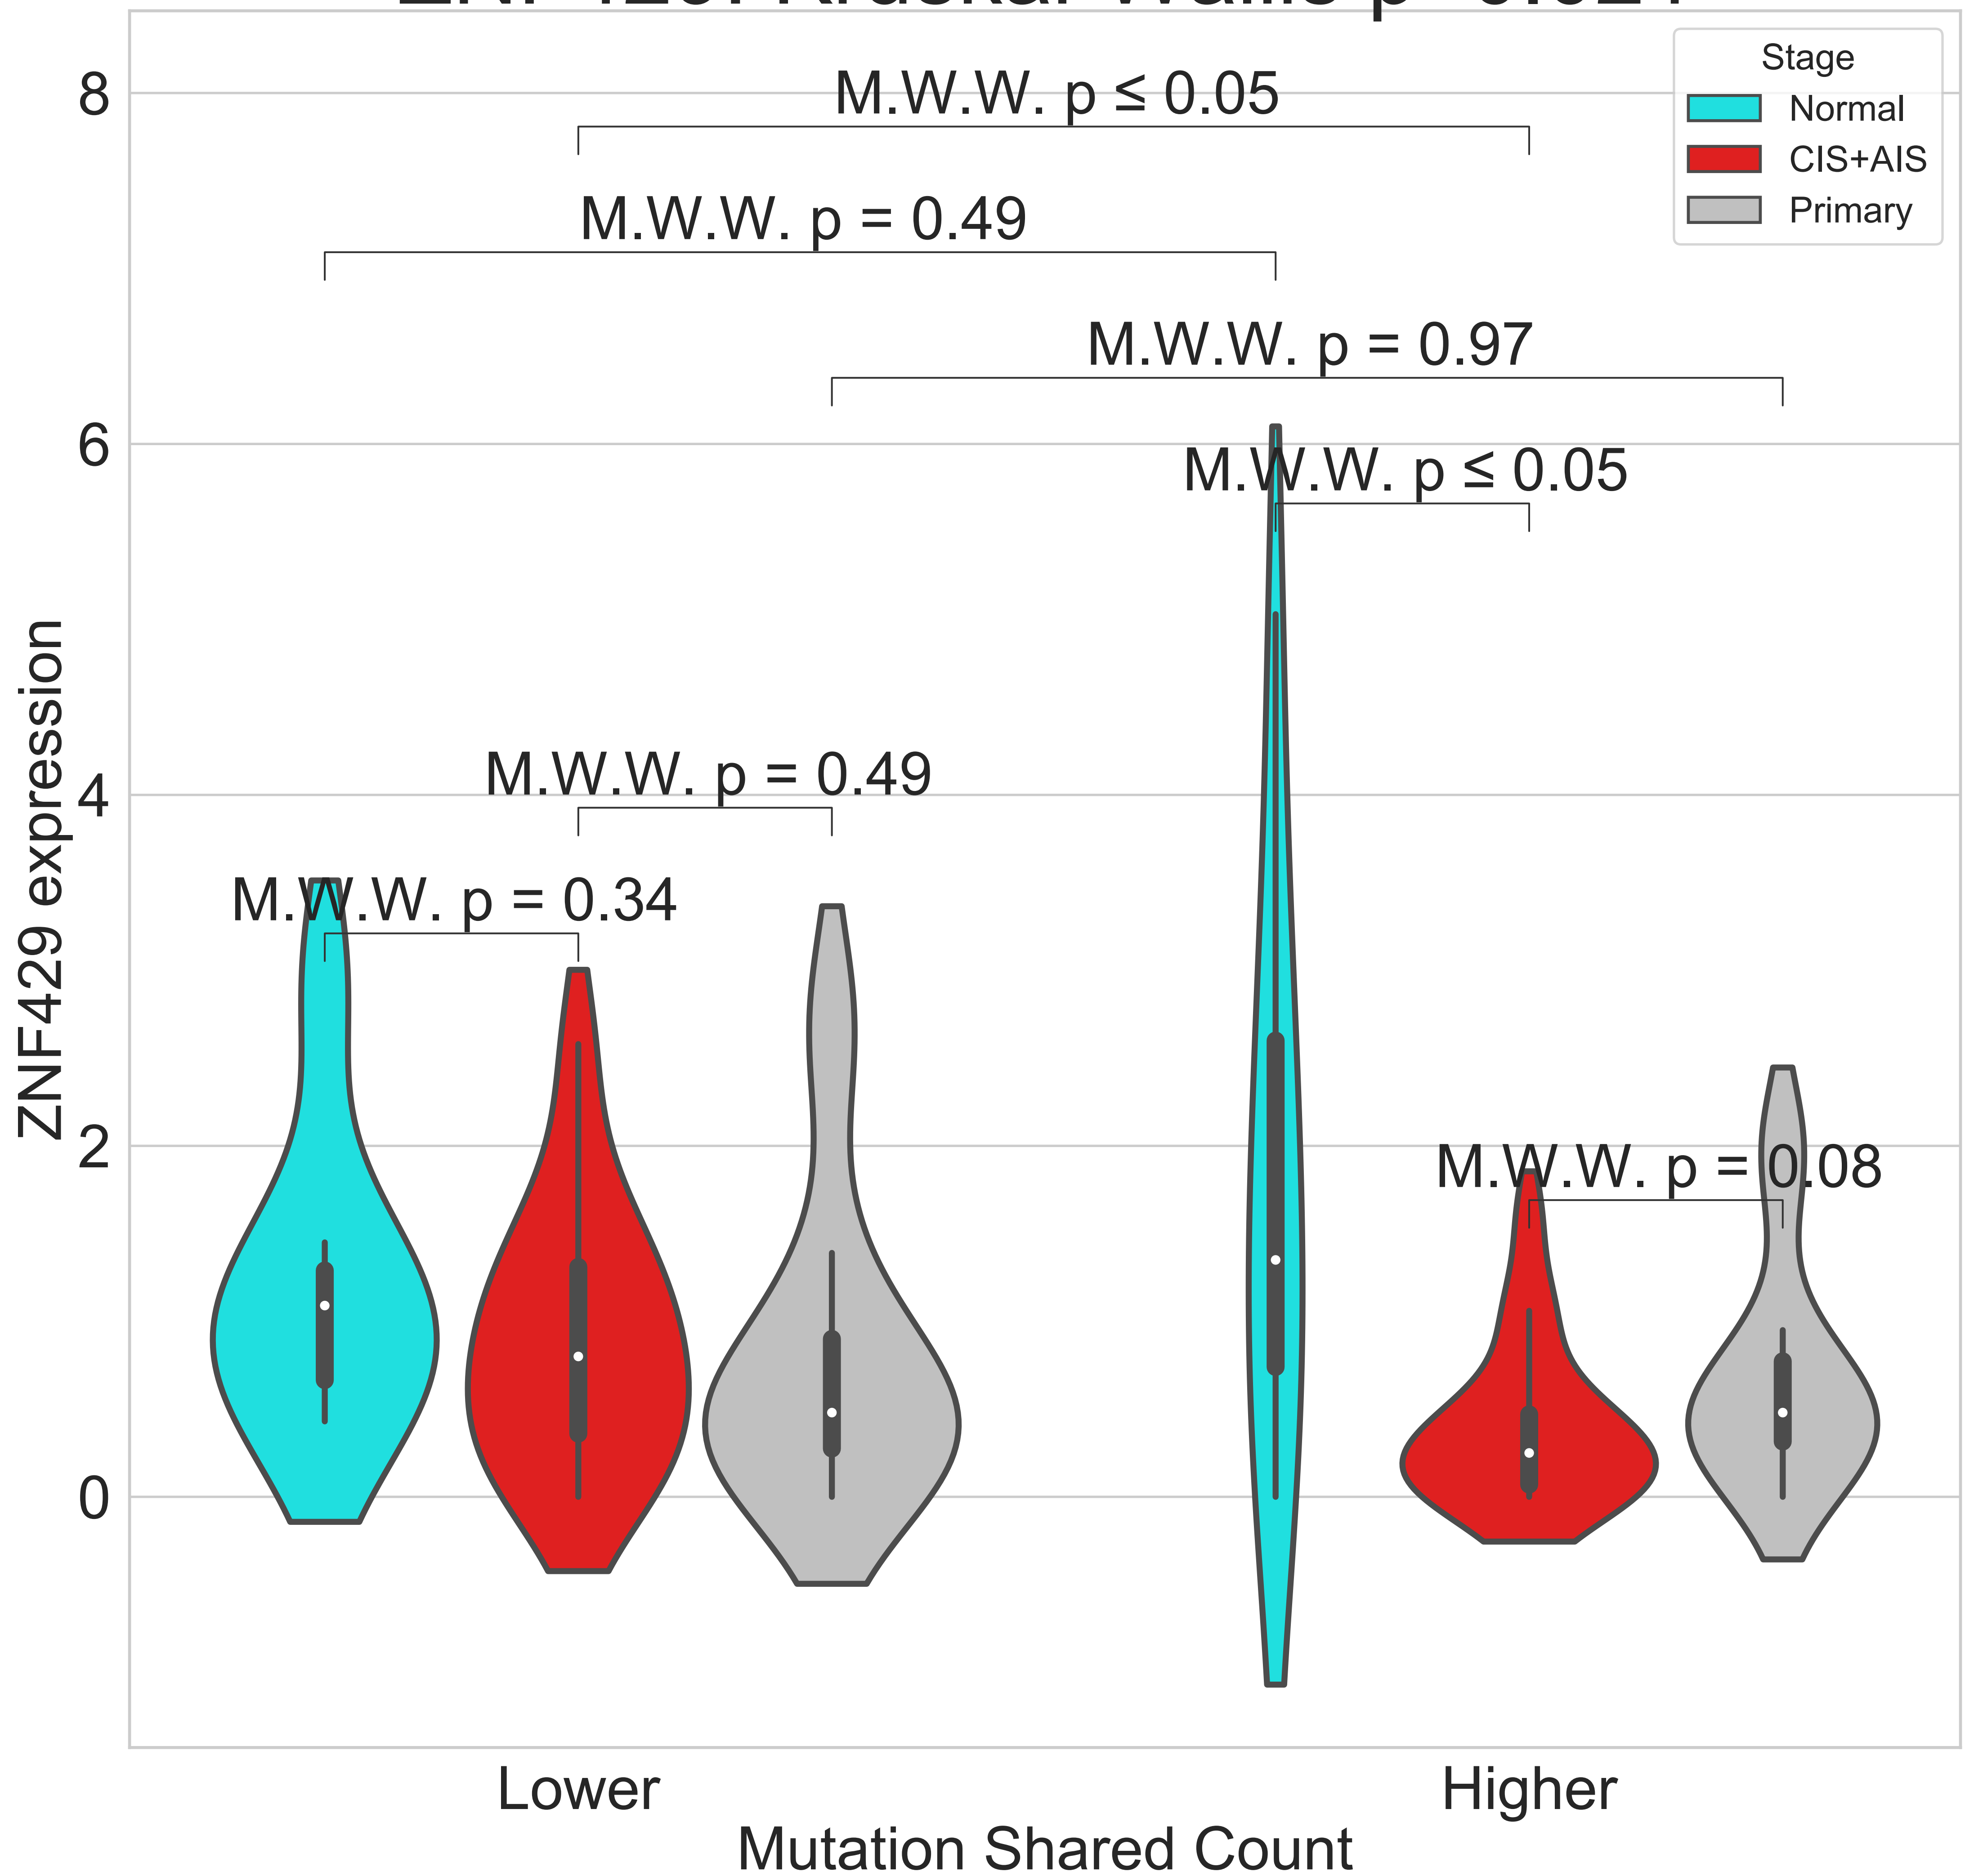 M.W.W. p ≤ 0.05
M.W.W. p = 0.49
M.W.W. p = 0.97
M.W.W. p ≤ 0.05
M.W.W. p = 0.49
M.W.W. p = 0.34
M.W.W. p = 0.08
Stage
Normal
CIS+AIS
Primary
8
6
4
2
0
ZNF429 expression
Lower
Higher
Mutation Shared Count